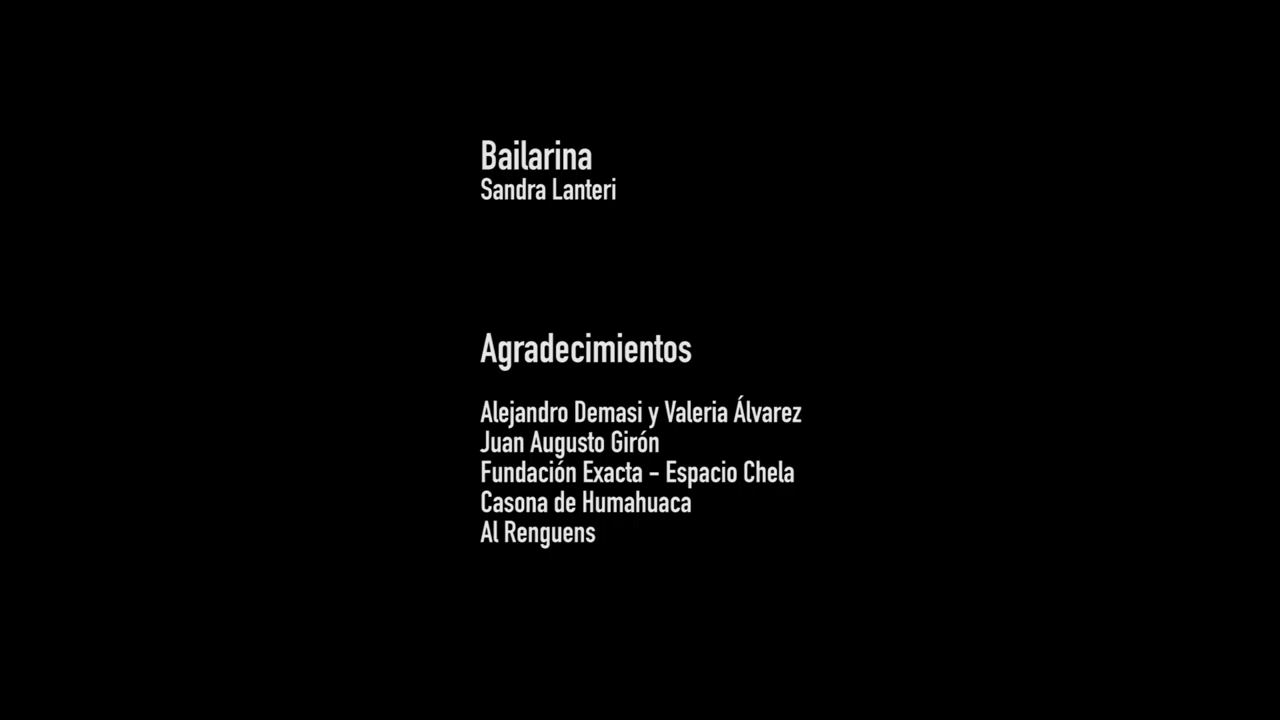 Bailarina
Sandra Lanteri
Agradecimientos
Alejandro Demasi y Valeria Álvarez
Juan Augusto Girón
Fundación Exacta - Espacio Chela
Casona de Humahuaca
Al Renguens